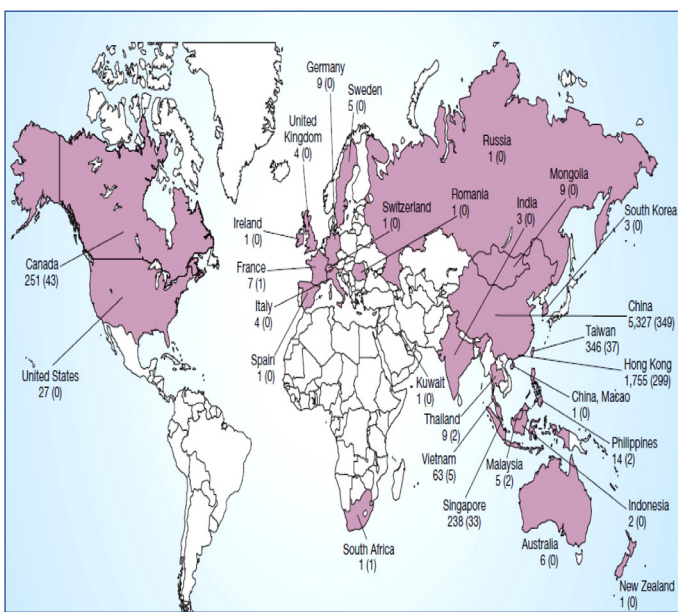 Germany
9 (0)
Sweden
5 (0)
United
Kingdom
4 (0)
Russia
1 (0)
Mongolia
9 (0)
India
3 (0)
Romania
1 (0)
Switzerland
1 (0)
South Korea
3 (0)
Ireland
1 (0)
Canada
251 (43)
France
7 (1)
Italy
4 (0)
Spain
1 (0)
United States
27 (0)
China
5,327 (349)
Taiwan
346 (37)
Hong Kong
1,755 (299)
China, Macao
1 (0)
Kuwait
1 (0)
Thailand
9 (2)
Vietnam
63 (5)
Malaysia
5 (2)
Singapore
238 (33)
Philippines
14 (2)
Indonesia
2 (0)
South Africa
1 (1)
Australia
6 (0)
New Zealand
1 (0)